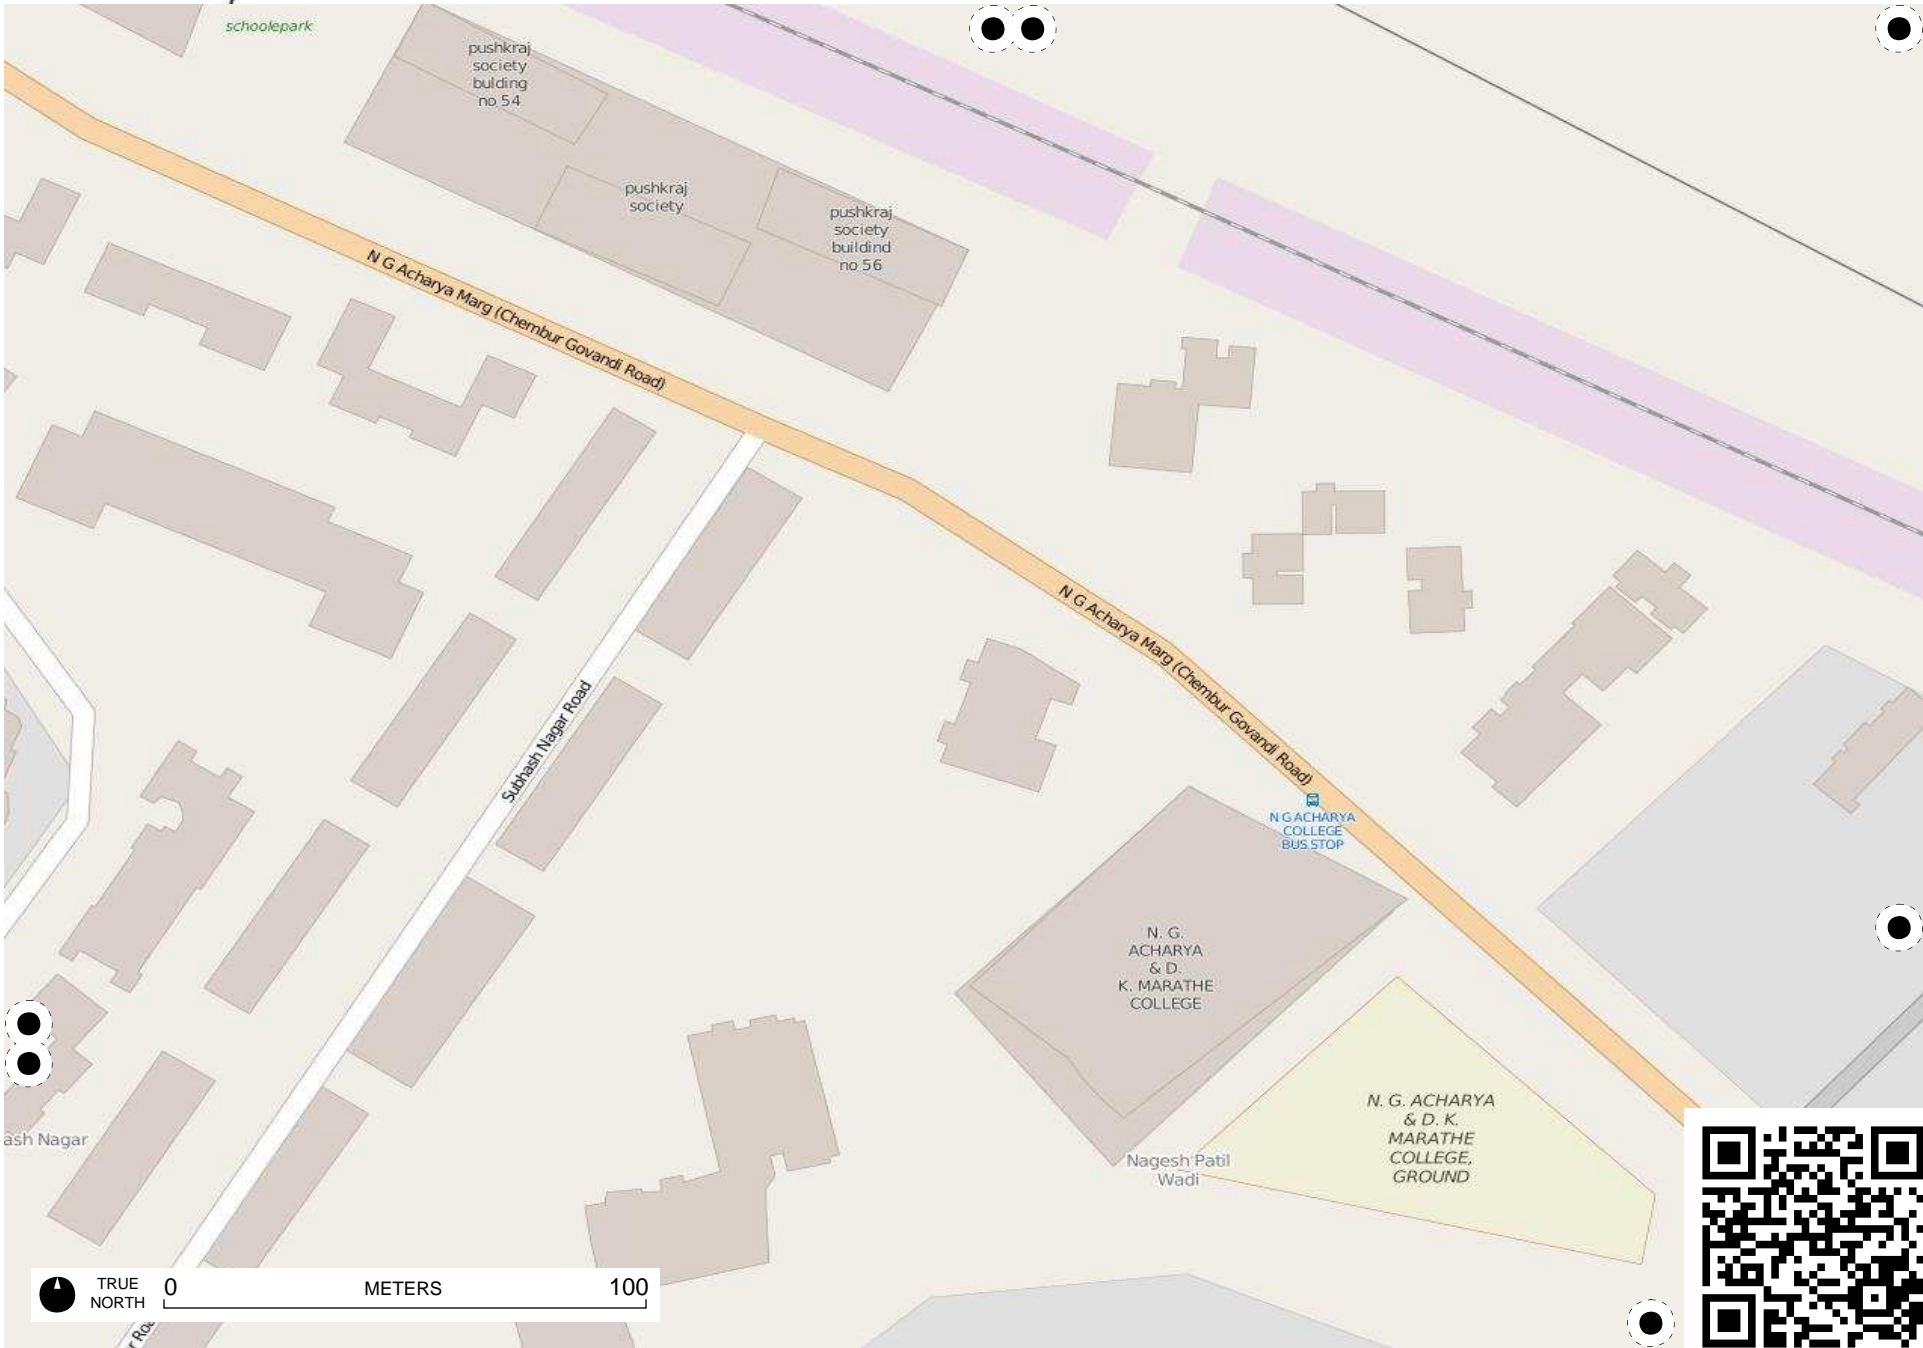 schoolepark
pushkraj
society
bulding
no 54
pushkraj
society
pushkraj
society
buildind
no 56
N G Acharya Marg (Chembur Govandi Road)
N G Acharya Marg (Chembur Govandi Road)
Subhash Nagar Road
N G ACHARYA
COLLEGE
BUS STOP
N. G.
ACHARYA
& D.
K. MARATHE
COLLEGE
N. G. ACHARYA
& D. K.
MARATHE
COLLEGE,
GROUND
ash Nagar
Nagesh Patil
Wadi
TRUE
NORTH
0 METERS 100